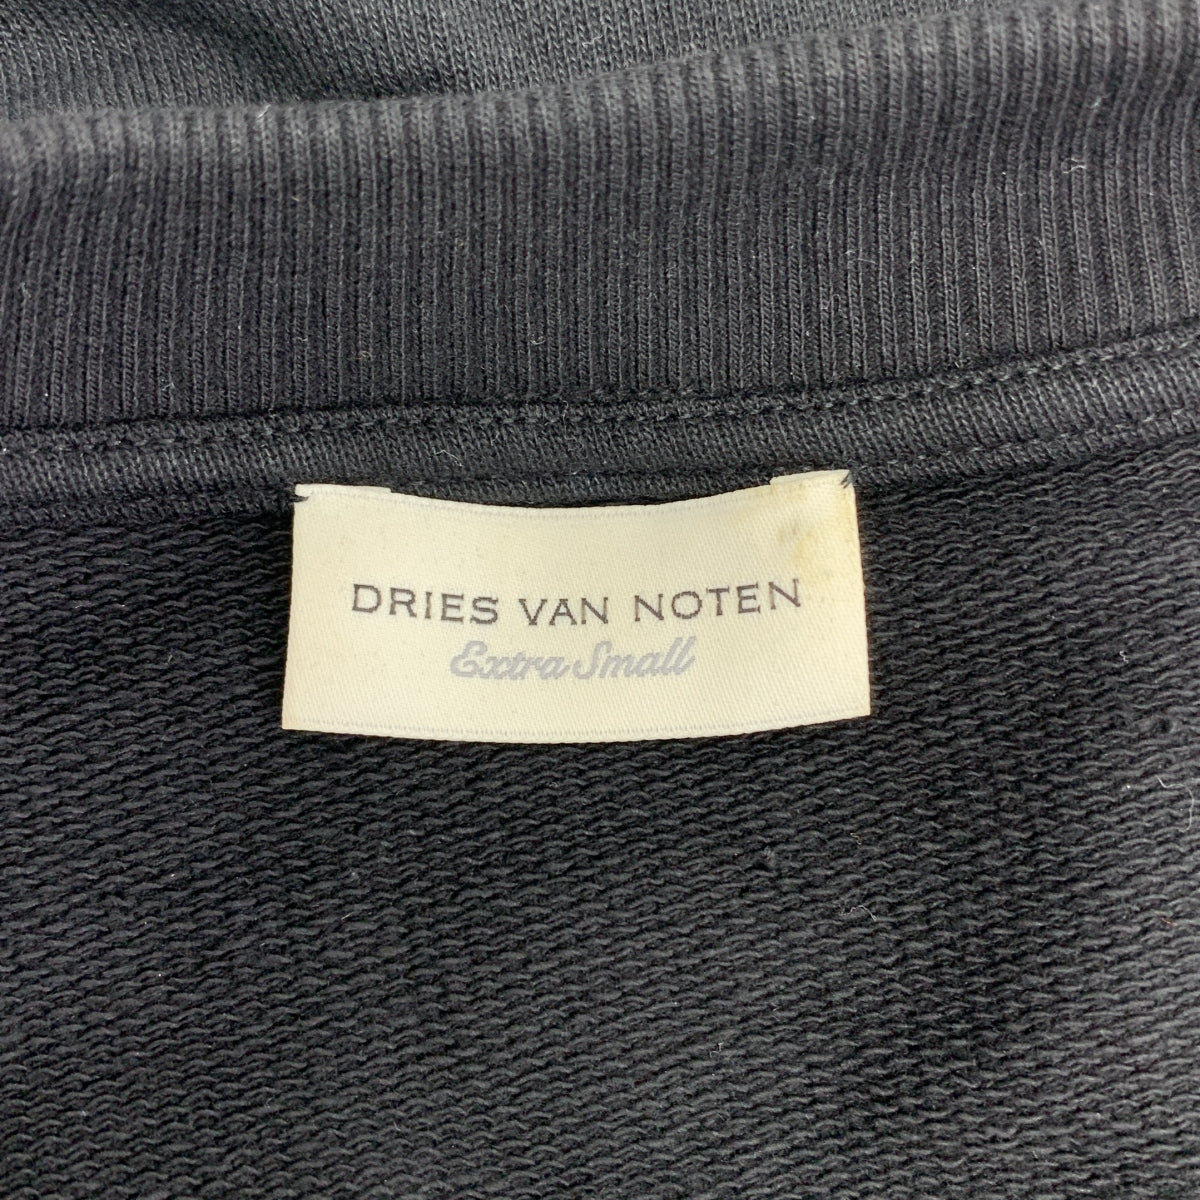 DRIES VAN NOTEN
Extra Small